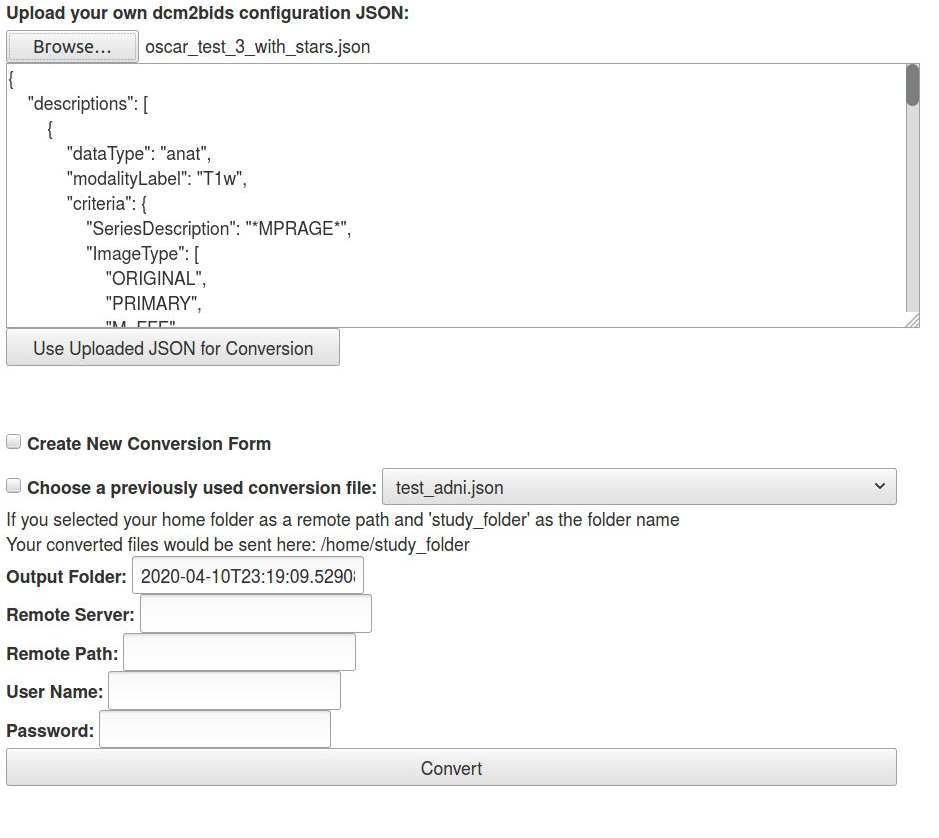 Upload your own dcm2bids configuration JSON:
Browse... oscar_test_3_with_stars.json
{
"descriptions": [
{
"dataType": "anat",
"modalityLabel": "T1w",
"criteria": {
"SeriesDescription": "*MPRAGE*",
"ImageType": [
"ORIGINAL",
"PRIMARY",
Use Uploaded JSON for Conversion
Create New Conversion Form
Choose a previously used conversion file: test_adni.json
If you selected your home folder as a remote path and 'study_folder' as the folder name
Your converted files would be sent here: /home/study_folder
Output Folder: 2020-04-10T23:19:09.5290
Remote Server:
Remote Path:
User Name:
Password:
Convert